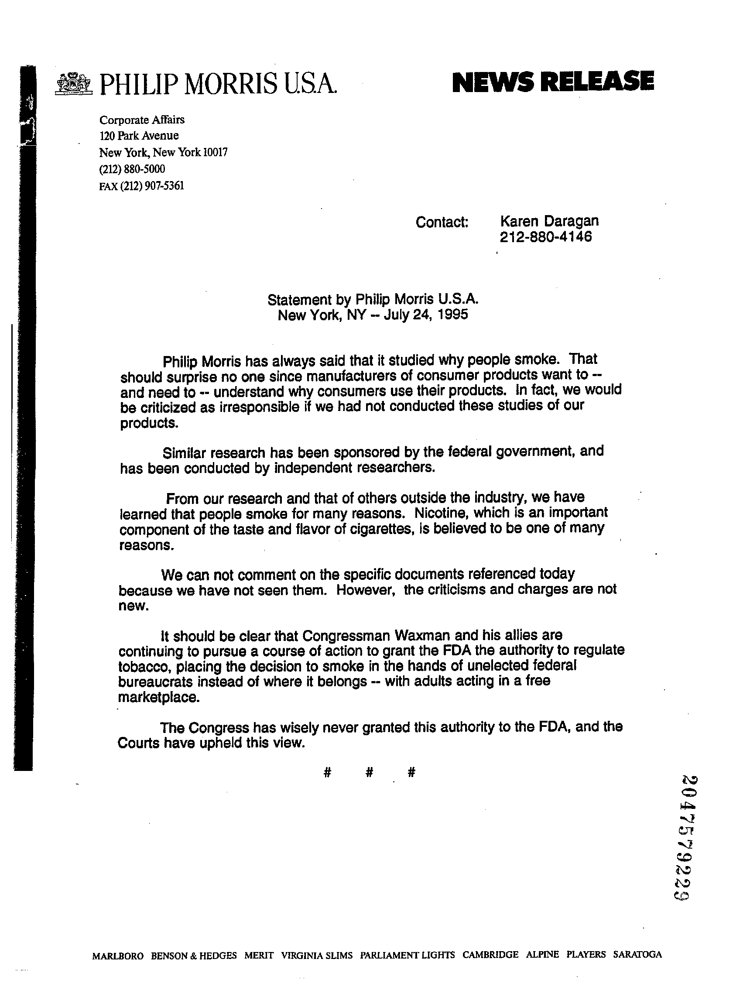 PHILIP MORRIS U.S.A.
NEWS RELEASE
Corporate Affairs
120 Park Avenue
New York, New York 10017
(212) 880-5000
FAX (212) 907-5361
Contact: Karen Daragan
212-880-4146
Statement by Philip Morris U.S.A.
New York, NY -- July 24, 1995
Philip Morris has always said that it studied why people smoke. That
should surprise no one since manufacturers of consumer products want to --
and need to -- understand why consumers use their products. In fact, we would
be criticized as irresponsible if we had not conducted these studies of our
products.
Similar research has been sponsored by the federal government, and
has been conducted by independent researchers.
From our research and that of others outside the industry, we have
learned that people smoke for many reasons. Nicotine, which is an important
component of the taste and flavor of cigarettes, is believed to be one of many
reasons.
We can not comment on the specific documents referenced today
because we have not seen them. However, the criticisms and charges are not
new.
It should be clear that Congressman Waxman and his allies are
continuing to pursue a course of action to grant the FDA the authority to regulate
tobacco, placing the decision to smoke in the hands of unelected federal
bureaucrats instead of where it belongs -- with adults acting in a free
marketplace.
The Congress has wisely never granted this authority to the FDA, and the
Courts have upheld this view.
# # #
2047579229
MARLBORO BENSON & HEDGES MERIT VIRGINIA SLIMS PARLIAMENT LIGHTS CAMBRIDGE ALPINE PLAYERS SARATOGA